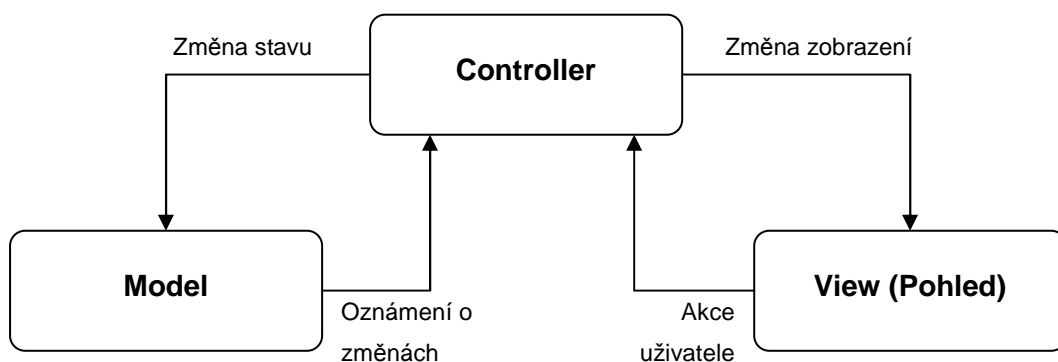 Změna stavu
Controller
Změna zobrazení
Model
View (Pohled)
Oznámení o
změnách
Akce
uživatele